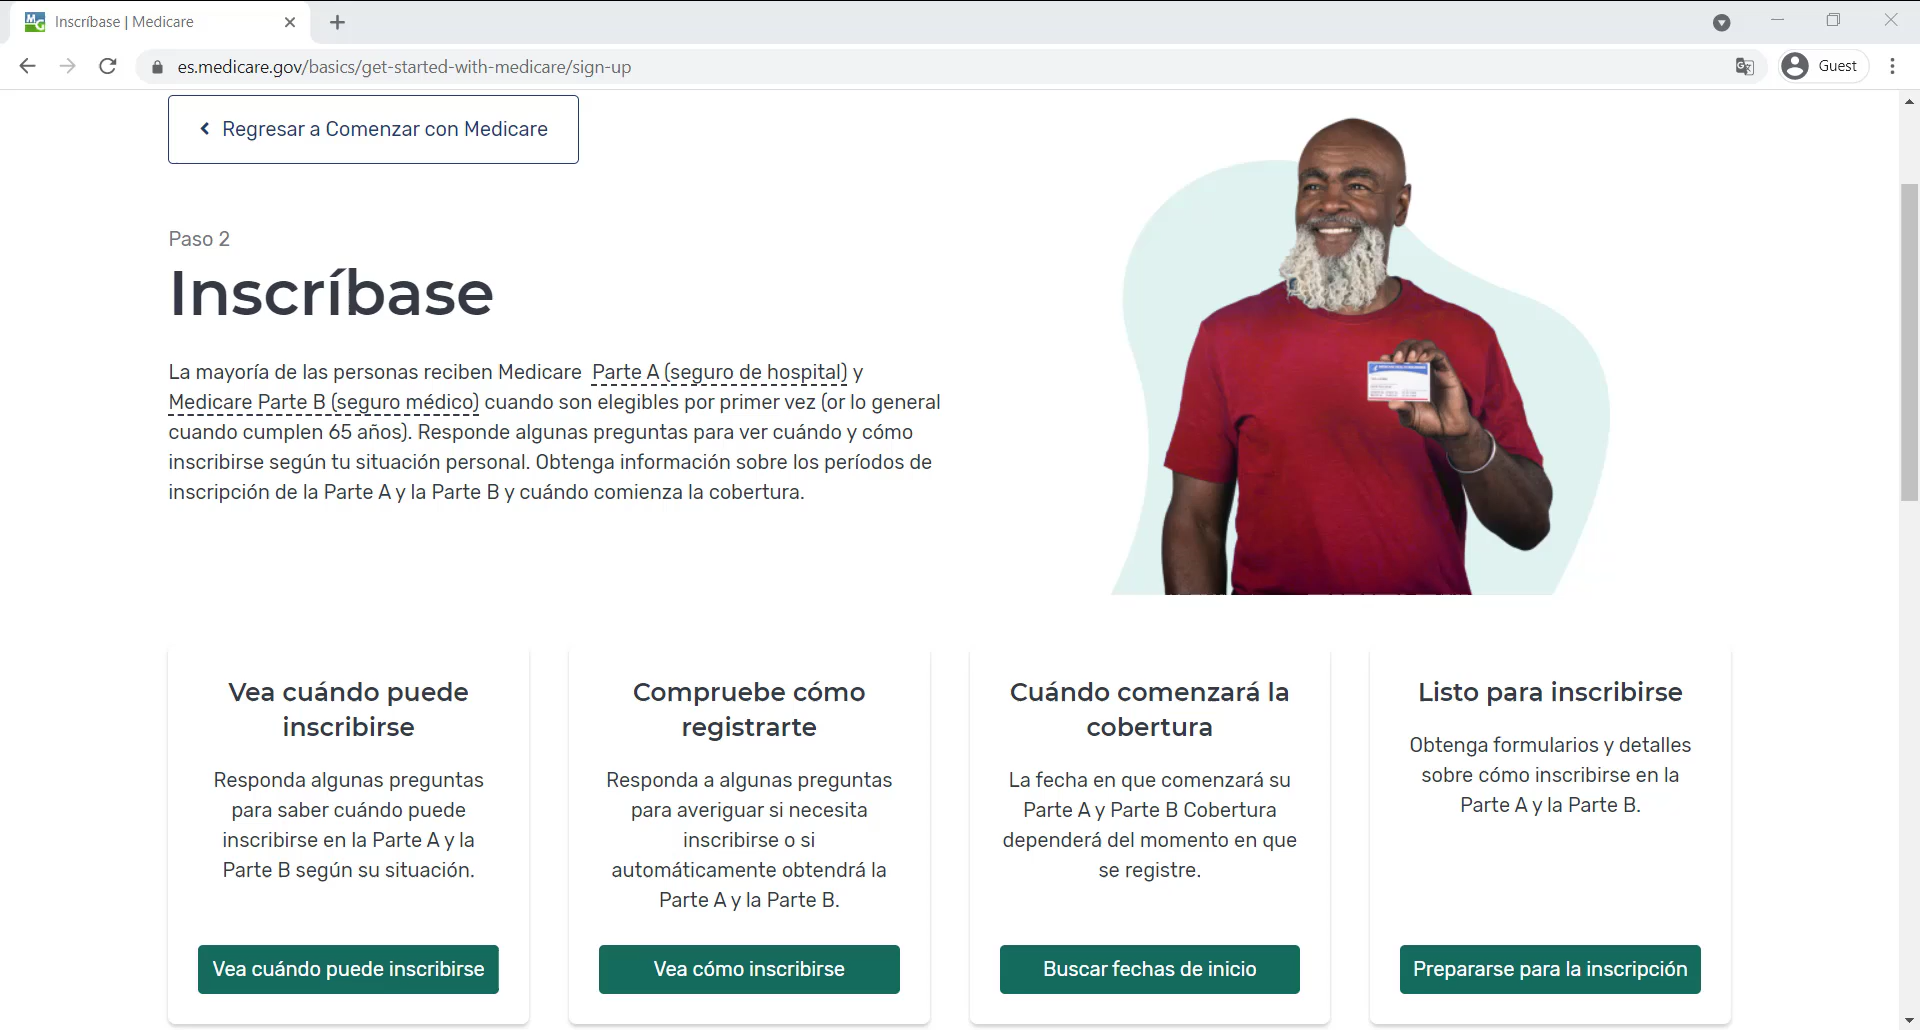 Inscríbase | Medicare
es.medicare.gov/basics/get-started-with-medicare/sign-up
Guest
Regresar a Comenzar con Medicare
Paso 2
Inscríbase
La mayoría de las personas reciben Medicare Parte A (seguro de hospital) y
Medicare Parte B (seguro médico) cuando son elegibles por primer vez (or lo general
cuando cumplen 65 años). Responde algunas preguntas para ver cuándo y cómo
inscribirse según tu situación personal. Obtenga información sobre los períodos de
inscripción de la Parte A y la Parte B y cuándo comienza la cobertura.
Vea cuándo puede
inscribirse
Responda algunas preguntas
para saber cuándo puede
inscribirse en la Parte A y la
Parte B según su situación.
Vea cuándo puede inscribirse
Compruebe cómo
registrarte
Responda a algunas preguntas
para averiguar si necesita
inscribirse o si
automáticamente obtendrá la
Parte A y la Parte B.
Vea cómo inscribirse
Cuándo comenzará la
cobertura
La fecha en que comenzará su
Parte A y Parte B Cobertura
dependerá del momento en que
se registre.
Buscar fechas de inicio
Listo para inscribirse
Obtenga formularios y detalles
sobre cómo inscribirse en la
Parte A y la Parte B.
Prepararse para la inscripción